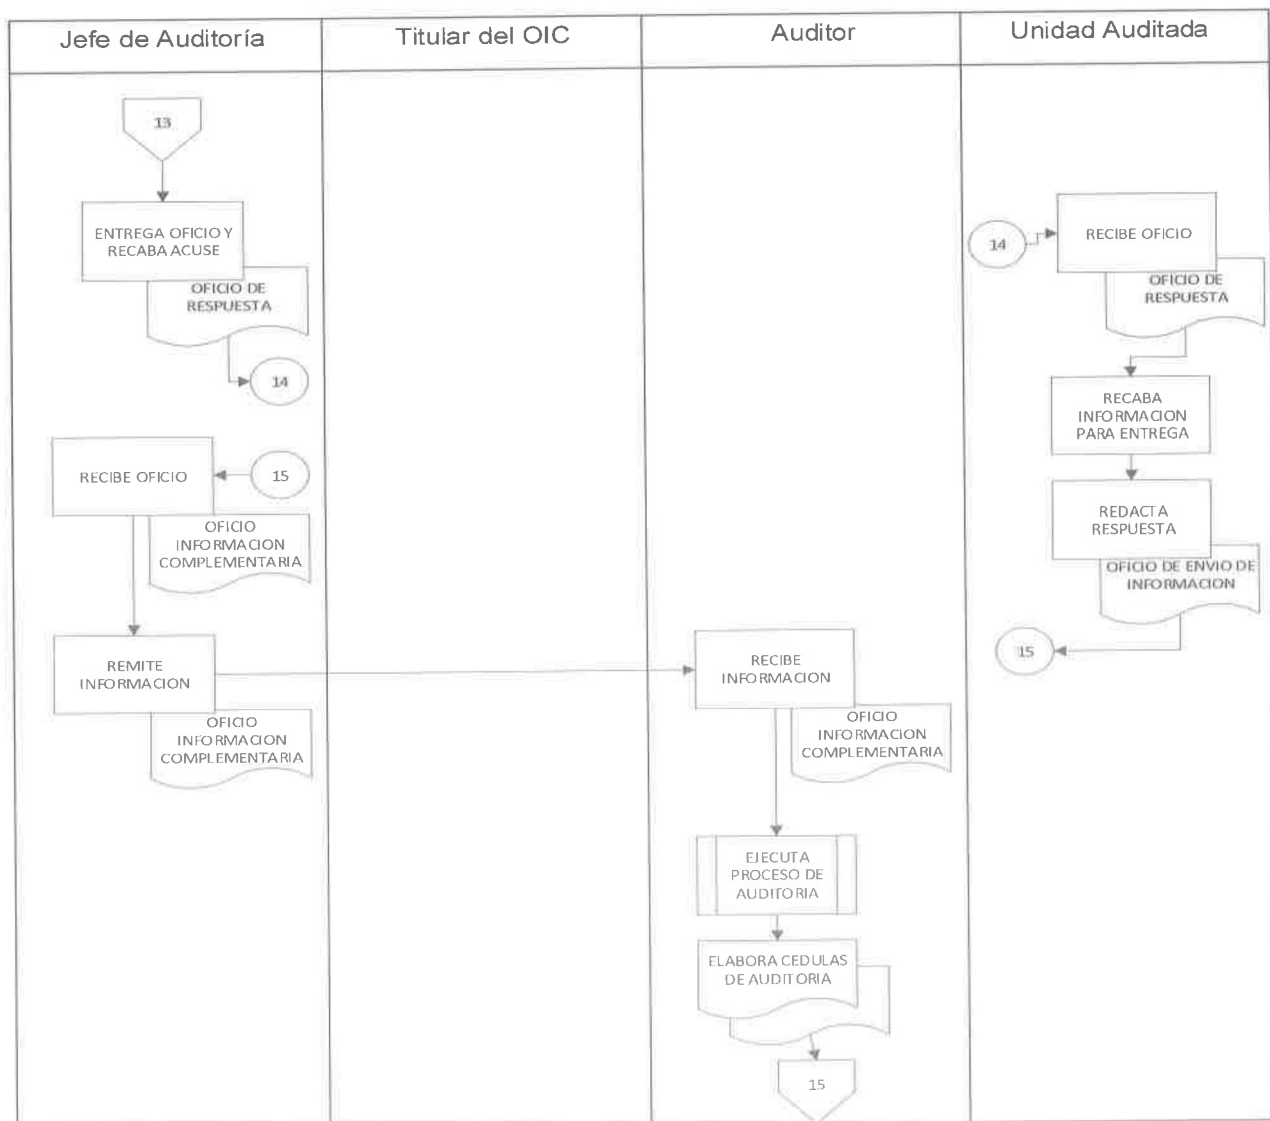 Jefe de Auditoría
Titular del OIC
Auditor
Unidad Auditada
13
ENTREGA OFICIO Y
RECABA ACUSE
OFICIO DE
RESPUESTA
14
14
RECIBE OFICIO
OFICIO DE
RESPUESTA
RECABA
INFORMACION
PARA ENTREGA
REDACTA
RESPUESTA
OFICIO DE ENVIO DE
INFORMACION
15
RECIBE OFICIO
15
OFICIO
INFORMACION
COMPLEMENTARIA
REMITE
INFORMACION
OFICIO
INFORMACION
COMPLEMENTARIA
RECIBE
INFORMACION
OFICIO
INFORMACION
COMPLEMENTARIA
EJECUTA
PROCESO DE
AUDITORIA
ELABORA CEDULAS
DE AUDITORIA
15